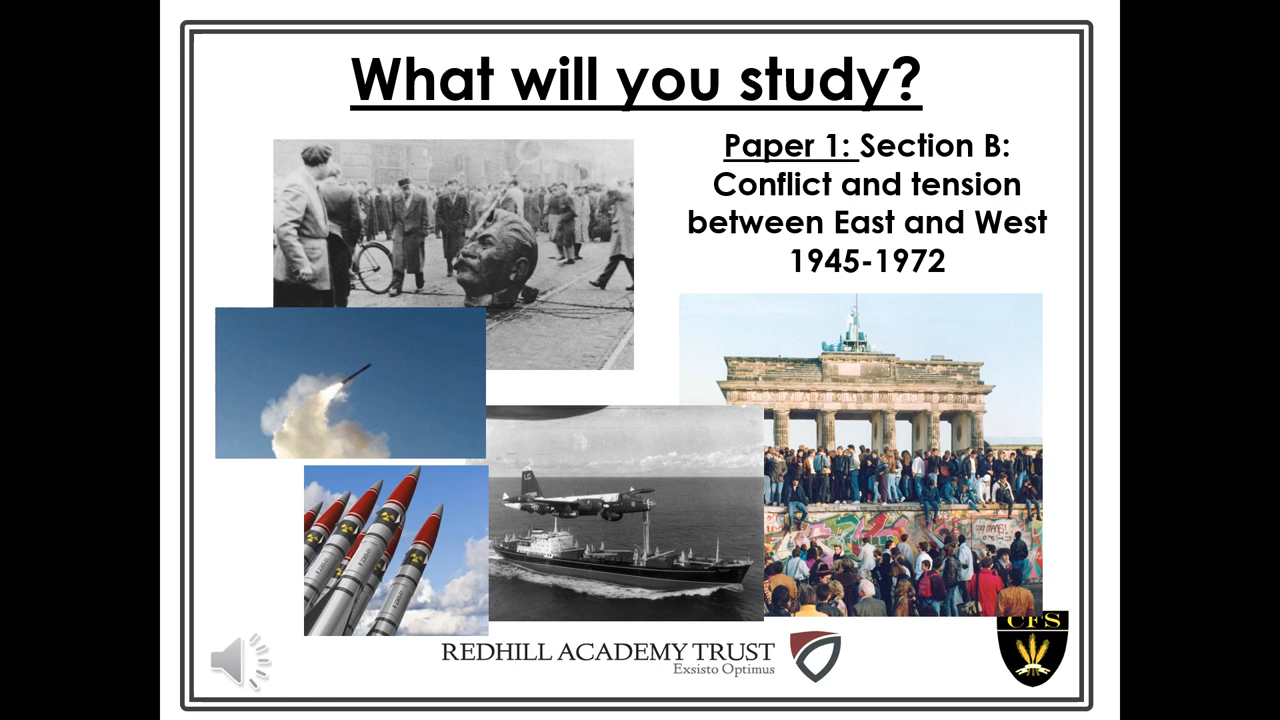 What will you study?
Paper 1: Section B:
Conflict and tension
between East and West
1945-1972
LG
REDHILL ACADEMY TRUST
Exsisto Optimus
CFS